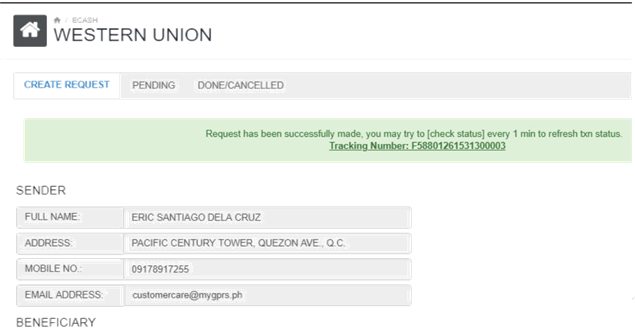 / ECASH
WESTERN UNION
CREATE REQUEST PENDING DONE/CANCELLED
Request has been successfully made, you may try to [check status] every 1 min to refresh txn status.
Tracking Number: F58801261531300003
SENDER
FULL NAME: ERIC SANTIAGO DELA CRUZ
ADDRESS: PACIFIC CENTURY TOWER, QUEZON AVE., Q.C.
MOBILE NO.: 09178917255
EMAIL ADDRESS: customercare@mygprs.ph
BENEFICIARY